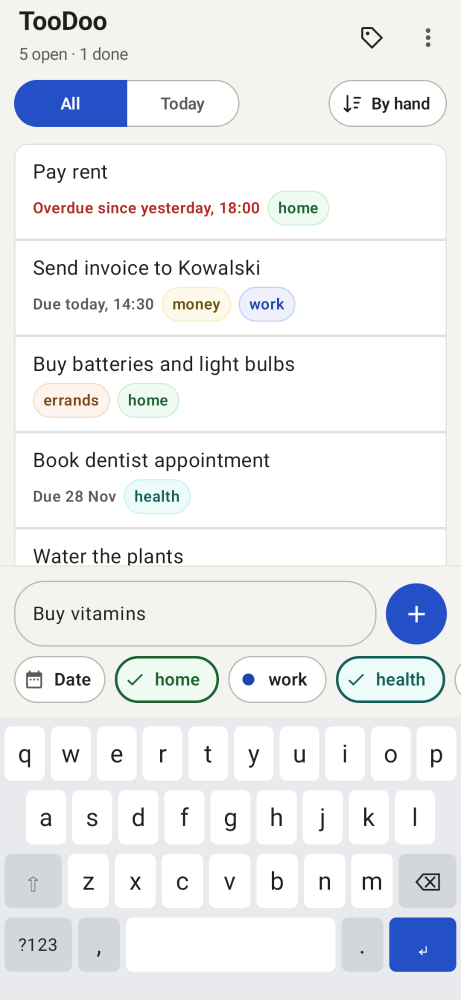 TooDoo
5 open · 1 done
All Today By hand
Pay rent
Overdue since yesterday, 18:00 home
Send invoice to Kowalski
Due today, 14:30 money work
Buy batteries and light bulbs
errands home
Book dentist appointment
Due 28 Nov health
Water the plants
Buy vitamins
Date home work health
q w e r t y u i o p
a s d f g h j k l
z x c v b n m
?123 , .